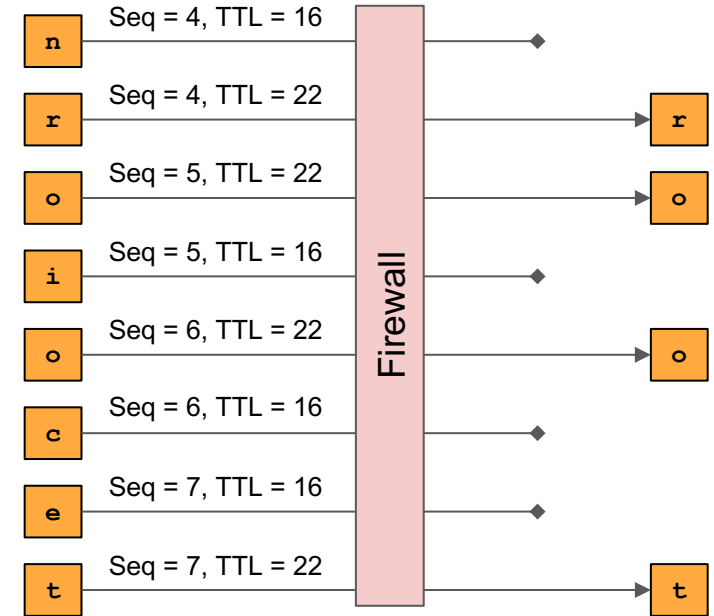 n Seq = 4, TTL = 16
r Seq = 4, TTL = 22 r
o Seq = 5, TTL = 22 o
i Seq = 5, TTL = 16
o Seq = 6, TTL = 22 o
c Seq = 6, TTL = 16
e Seq = 7, TTL = 16
t Seq = 7, TTL = 22 t
Firewall